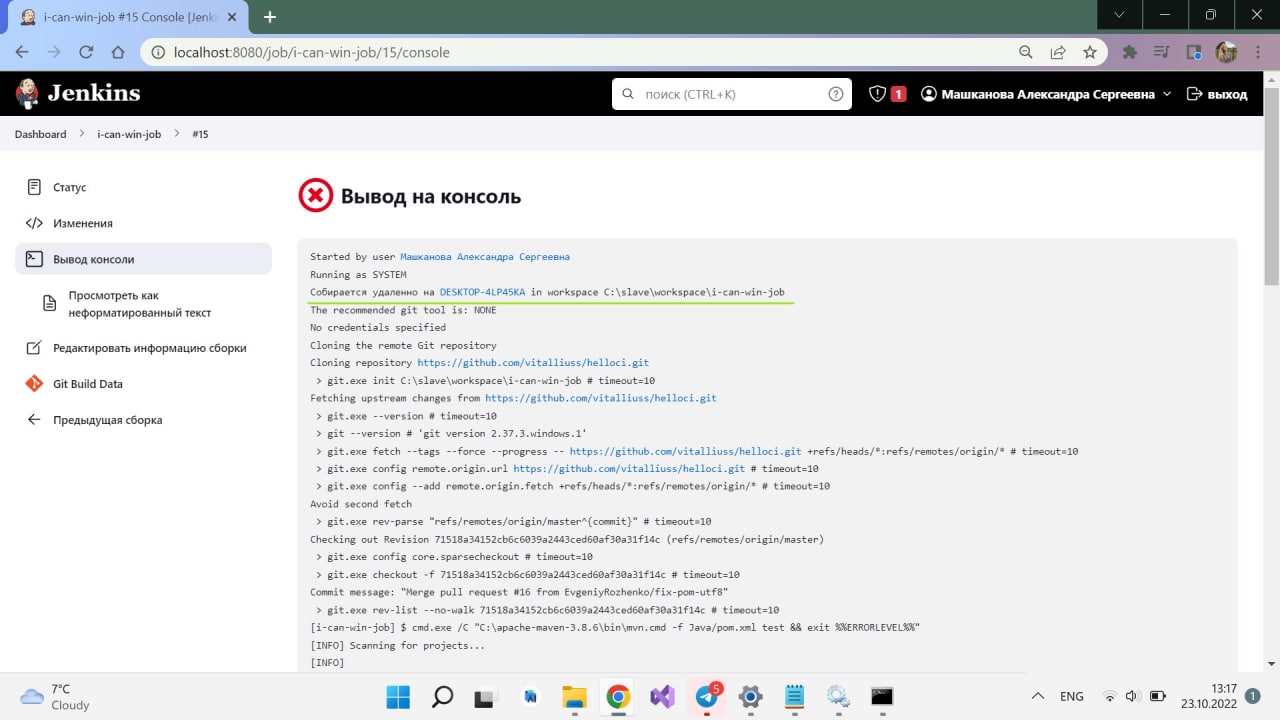 #15 Console [Jenk
localhost:8080/job/i-can-win-job/15/console
Jenkins
поиск (CTRL+K)
1
Машканова Александра Сергеевна
выход
Dashboard
i-can-win-job
#15
Статус
Изменения
Вывод консоли
Просмотреть как
неформатированный текст
Редактировать информацию сборки
Git Build Data
Предыдущая сборка
Вывод на консоль
Started by user Машканова Александра Сергеевна
Running as SYSTEM
Собирается удаленно на DESKTOP-4LP45KA in workspace C:\slave\workspace\i-can-win-job
The recommended git tool is: NONE
No credentials specified
Cloning the remote Git repository
Cloning repository https://github.com/vitalliuss/helloci.git
> git.exe init C:\slave\workspace\i-can-win-job # timeout=10
Fetching upstream changes from https://github.com/vitalliuss/helloci.git
> git.exe --version # timeout=10
> git --version # 'git version 2.37.3.windows.1'
> git.exe fetch --tags --force --progress -- https://github.com/vitalliuss/helloci.git +refs/heads/*:refs/remotes/origin/* # timeout=10
> git.exe config remote.origin.url https://github.com/vitalliuss/helloci.git # timeout=10
> git.exe config --add remote.origin.fetch +refs/heads/*:refs/remotes/origin/* # timeout=10
Avoid second fetch
> git.exe rev-parse "refs/remotes/origin/master^{commit}" # timeout=10
Checking out Revision 71518a34152cb6c6039a2443ced60af30a31f14c (refs/remotes/origin/master)
> git.exe config core.sparsecheckout # timeout=10
> git.exe checkout -f 71518a34152cb6c6039a2443ced60af30a31f14c # timeout=10
Commit message: "Merge pull request #16 from EvgeniyRozhenko/fix-pom-utf8"
> git.exe rev-list --no-walk 71518a34152cb6c6039a2443ced60af30a31f14c # timeout=10
[i-can-win-job] $ cmd.exe /C "C:\apache-maven-3.8.6\bin\mvn.cmd -f Java/pom.xml test && exit %%ERRORLEVEL%%"
[INFO] Scanning for projects...
[INFO]
7°C
Cloudy
5
ENG
13:17
23.10.2022
1